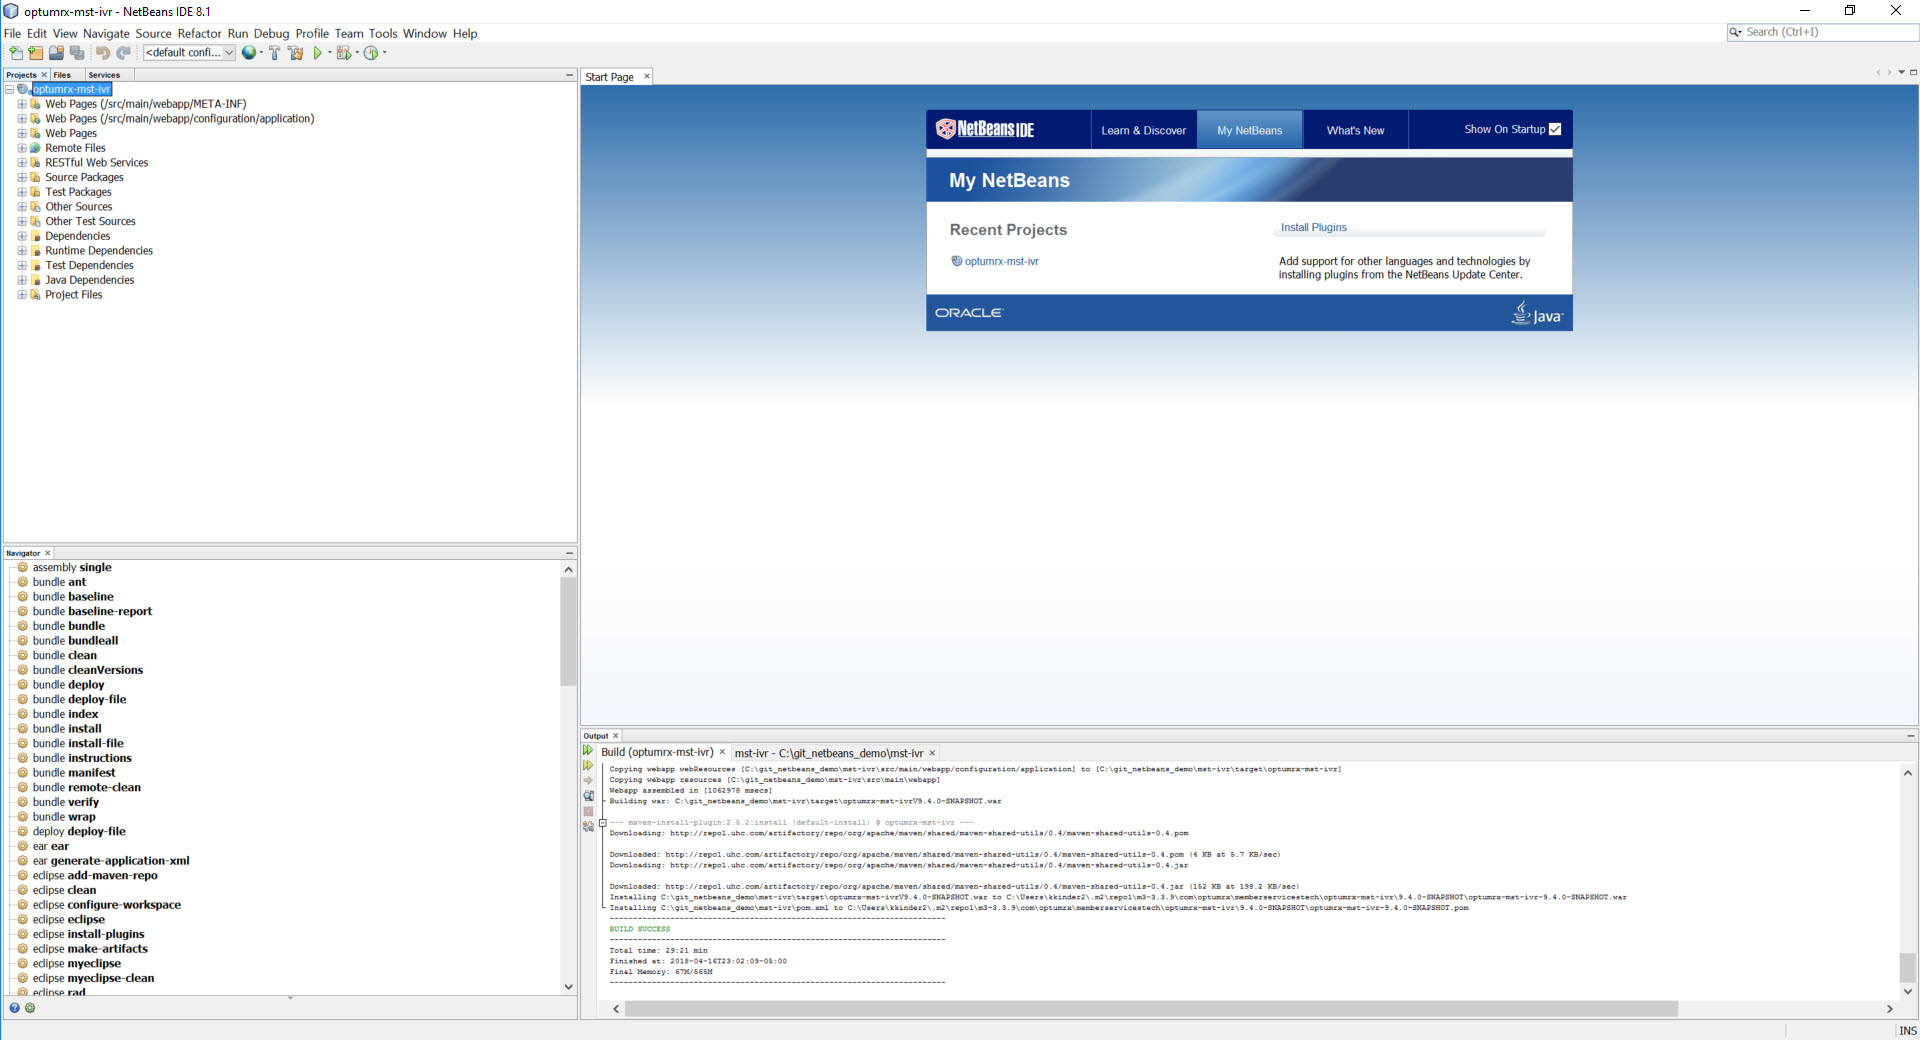 optumrx-mst-ivr - NetBeans IDE 8.1
File Edit View Navigate Source Refactor Run Debug Profile Team Tools Window Help
Search (Ctrl+I)
<default confi...
Projects Files Services
optumrx-mst-ivr
Web Pages (/src/main/webapp/META-INF)
Web Pages (/src/main/webapp/configuration/application)
Web Pages
Remote Files
RESTful Web Services
Source Packages
Test Packages
Other Sources
Other Test Sources
Dependencies
Runtime Dependencies
Test Dependencies
Java Dependencies
Project Files
Navigator
assembly single
bundle ant
bundle baseline
bundle baseline-report
bundle bundle
bundle bundleall
bundle clean
bundle cleanVersions
bundle deploy
bundle deploy-file
bundle index
bundle install
bundle install-file
bundle instructions
bundle manifest
bundle remote-clean
bundle verify
bundle wrap
deploy deploy-file
ear ear
ear generate-application-xml
eclipse add-maven-repo
eclipse clean
eclipse configure-workspace
eclipse eclipse
eclipse install-plugins
eclipse make-artifacts
eclipse myeclipse
eclipse myeclipse-clean
eclipse rad
Start Page
NetBeans IDE
Learn & Discover
My NetBeans
What's New
Show On Startup
My NetBeans
Recent Projects
optumrx-mst-ivr
Install Plugins
Add support for other languages and technologies by
installing plugins from the NetBeans Update Center.
ORACLE
Java
Output
Build (optumrx-mst-ivr) mst-ivr - C:\git_netbeans_demo\mst-ivr
Copying webapp webResources [C:\git_netbeans_demo\mst-ivr\src/main/webapp/configuration/application] to [C:\git_netbeans_demo\mst-ivr\target\optumrx-mst-ivr]
Copying webapp resources [C:\git_netbeans_demo\mst-ivr\src\main\webapp]
Webapp assembled in [1062978 msecs]
Building war: C:\git_netbeans_demo\mst-ivr\target\optumrx-mst-ivrV9.4.0-SNAPSHOT.war
--- maven-install-plugin:2.5.2:install (default-install) @ optumrx-mst-ivr ---
Downloading: http://repo1.uhc.com/artifactory/repo/org/apache/maven/shared/maven-shared-utils/0.4/maven-shared-utils-0.4.pom
Downloaded: http://repo1.uhc.com/artifactory/repo/org/apache/maven/shared/maven-shared-utils/0.4/maven-shared-utils-0.4.pom (4 KB at 5.7 KB/sec)
Downloading: http://repo1.uhc.com/artifactory/repo/org/apache/maven/shared/maven-shared-utils/0.4/maven-shared-utils-0.4.jar
Downloaded: http://repo1.uhc.com/artifactory/repo/org/apache/maven/shared/maven-shared-utils/0.4/maven-shared-utils-0.4.jar (152 KB at 198.2 KB/sec)
Installing C:\git_netbeans_demo\mst-ivr\target\optumrx-mst-ivrV9.4.0-SNAPSHOT.war to C:\Users\kkinder2\.m2\repo1\m3-3.3.9\com\optumrx\memberservicestech\optumrx-mst-ivr\9.4.0-SNAPSHOT\optumrx-mst-ivr-9.4.0-SNAPSHOT.war
Installing C:\git_netbeans_demo\mst-ivr\pom.xml to C:\Users\kkinder2\.m2\repo1\m3-3.3.9\com\optumrx\memberservicestech\optumrx-mst-ivr\9.4.0-SNAPSHOT\optumrx-mst-ivr-9.4.0-SNAPSHOT.pom
------------------------------------------------------------------------
BUILD SUCCESS
------------------------------------------------------------------------
Total time: 29:21 min
Finished at: 2018-04-16T23:02:09-05:00
Final Memory: 67M/565M
------------------------------------------------------------------------
INS